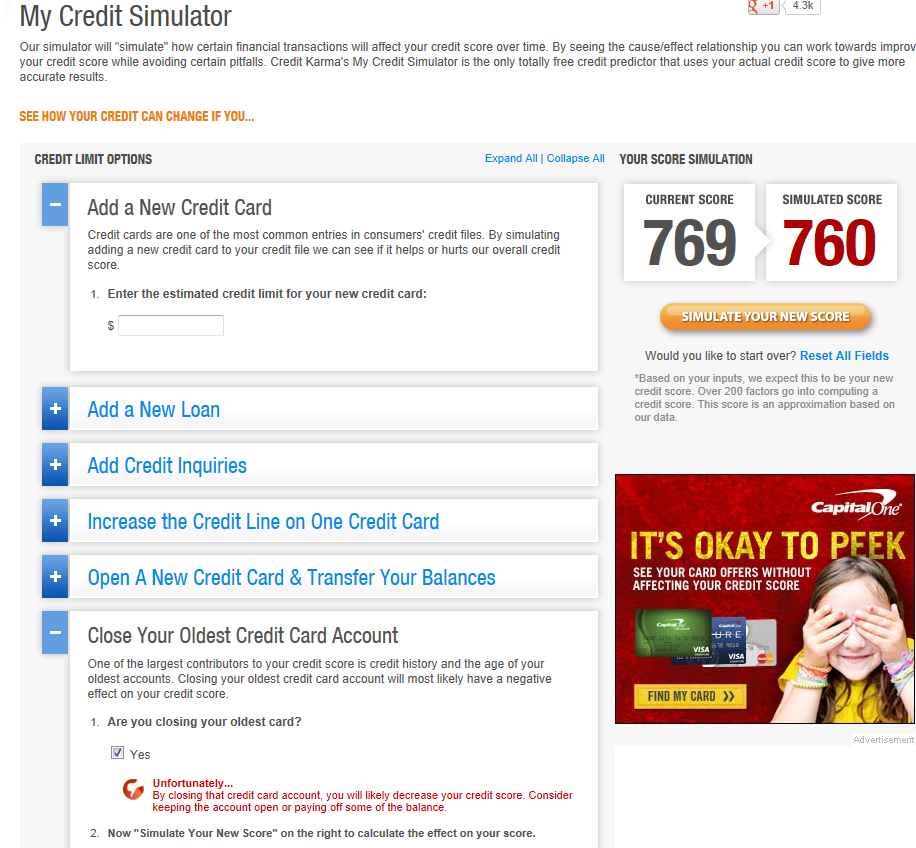 My Credit Simulator
+1
4.3k
Our simulator will "simulate" how certain financial transactions will affect your credit score over time. By seeing the cause/effect relationship you can work towards improv
your credit score while avoiding certain pitfalls. Credit Karma's My Credit Simulator is the only totally free credit predictor that uses your actual credit score to give more
accurate results.
SEE HOW YOUR CREDIT CAN CHANGE IF YOU...
CREDIT LIMIT OPTIONS
Expand All | Collapse All
Add a New Credit Card
Credit cards are one of the most common entries in consumers' credit files. By simulating
adding a new credit card to your credit file we can see if it helps or hurts our overall credit
score.
1. Enter the estimated credit limit for your new credit card:
$
Add a New Loan
Add Credit Inquiries
Increase the Credit Line on One Credit Card
Open A New Credit Card & Transfer Your Balances
Close Your Oldest Credit Card Account
One of the largest contributors to your credit score is credit history and the age of your
oldest accounts. Closing your oldest credit card account will most likely have a negative
effect on your credit score.
1. Are you closing your oldest card?
Yes
Unfortunately...
By closing that credit card account, you will likely decrease your credit score. Consider
keeping the account open or paying off some of the balance.
2. Now "Simulate Your New Score" on the right to calculate the effect on your score.
YOUR SCORE SIMULATION
CURRENT SCORE
769
SIMULATED SCORE
760
SIMULATE YOUR NEW SCORE
Would you like to start over? Reset All Fields
*Based on your inputs, we expect this to be your new
credit score. Over 200 factors go into computing a
credit score. This score is an approximation based on
our data.
Capital One
IT'S OKAY TO PEEK
SEE YOUR CARD OFFERS WITHOUT
AFFECTING YOUR CREDIT SCORE
Capital One
VISA
Capital One
VISA
FIND MY CARD
Advertisement